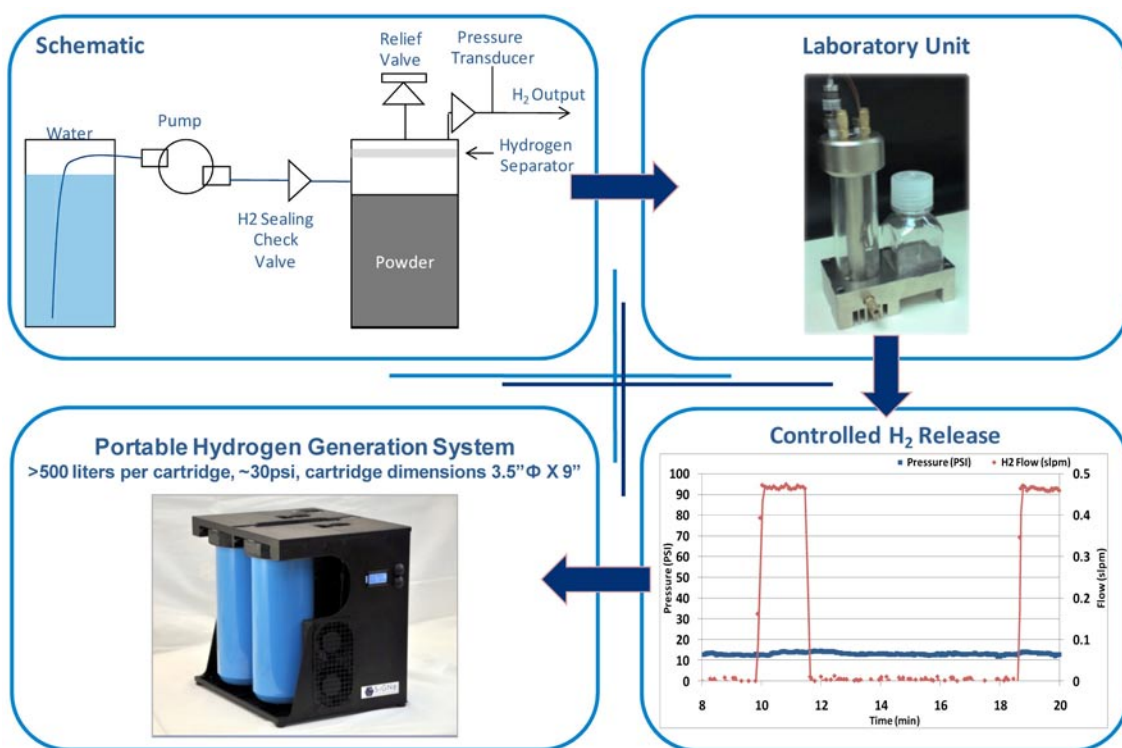 Schematic
Relief
Valve
Pressure
Transducer
H₂ Output
Water
Pump
Hydrogen
Separator
H2 Sealing
Check
Valve
Powder
Laboratory Unit
Portable Hydrogen Generation System
>500 liters per cartridge, ~30psi, cartridge dimensions 3.5”Φ X 9”
SiGNa
Controlled H₂ Release
Pressure (PSI) H2 Flow (slpm)
100
90
80
70
60
50
40
30
20
10
0
Pressure (PSI)
0.5
0.4
0.3
0.2
0.1
0
Flow (slpm)
8 10 12 14 16 18 20
Time (min)